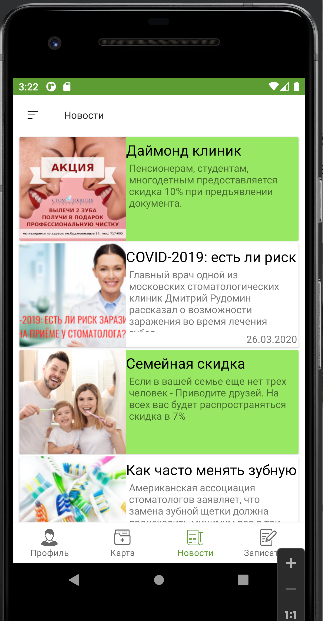 3:22
Новости
АКЦИЯ
ВЫЛЕЧИ 2 ЗУБА
ПОЛУЧИ В ПОДАРОК
ПРОФЕССИОНАЛЬНУЮ ЧИСТКУ
Даймонд клиник
Пенсионерам, студентам,
многодетным предоставляется
скидка 10% при предъявлении
документа.
-2019: ЕСТЬ ЛИ РИСК ЗАРАЗИ
НА ПРИЁМЕ У СТОМАТОЛОГА?
COVID-2019: есть ли риск
Главный врач одной из
московских стоматологических
клиник Дмитрий Рудомин
рассказал о возможности
заражения во время лечения
26.03.2020
Семейная скидка
Если в вашей семье еще нет трех
человек - Приводите друзей. На
всех вас будет распространяться
скидка в 7%
Как часто менять зубную
Американская ассоциация
стоматологов заявляет, что
замена зубной щетки должна
Профиль
Карта
Новости
Записат
1:1